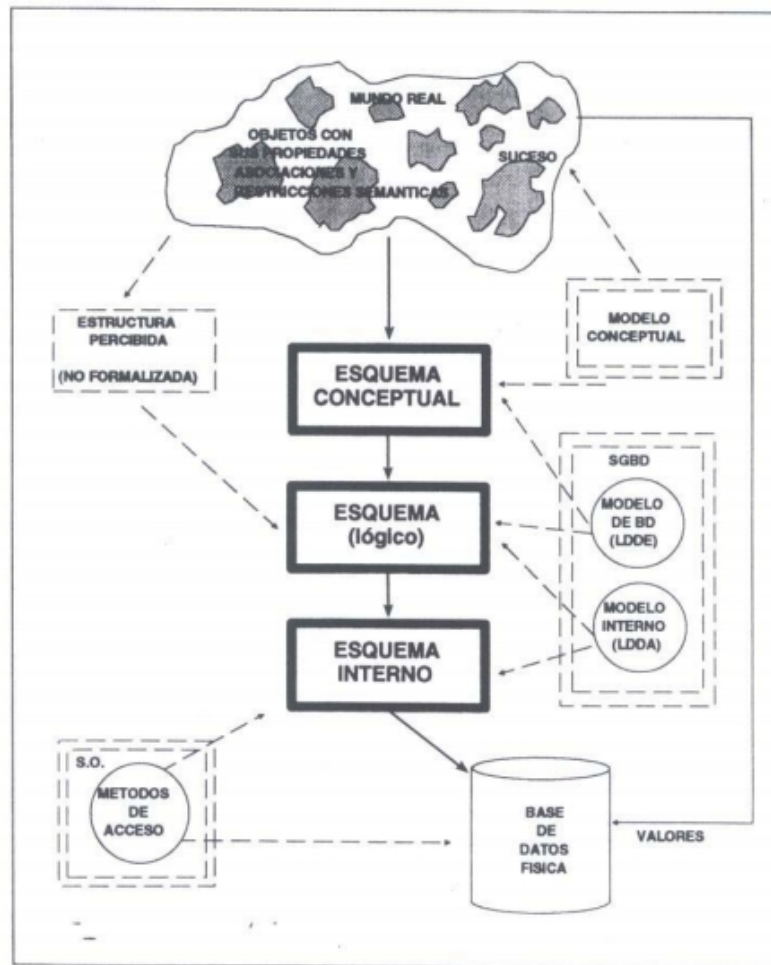 MUNDO REAL
OBJETOS CON
SUS PROPIEDADES
ASOCIACIONES Y
RESTRICCIONES SEMANTICAS
SUCESO
ESTRUCTURA
PERCIBIDA
(NO FORMALIZADA)
MODELO
CONCEPTUAL
ESQUEMA
CONCEPTUAL
SGBD
MODELO
DE BD
(LDDE)
ESQUEMA
(lógico)
MODELO
INTERNO
(LDDA)
ESQUEMA
INTERNO
S.O.
METODOS
DE
ACCESO
BASE
DE
DATOS
FISICA
VALORES